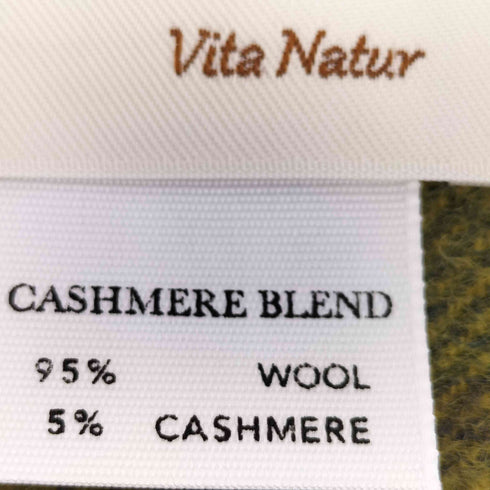 Vita Natur
CASHMERE BLEND
95% WOOL
5% CASHMERE